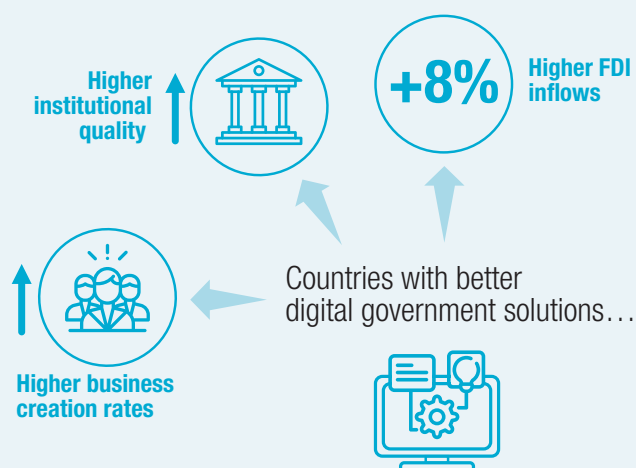 Higher
institutional
quality
+8%
Higher FDI
inflows
Countries with better
digital government solutions…
Higher business
creation rates